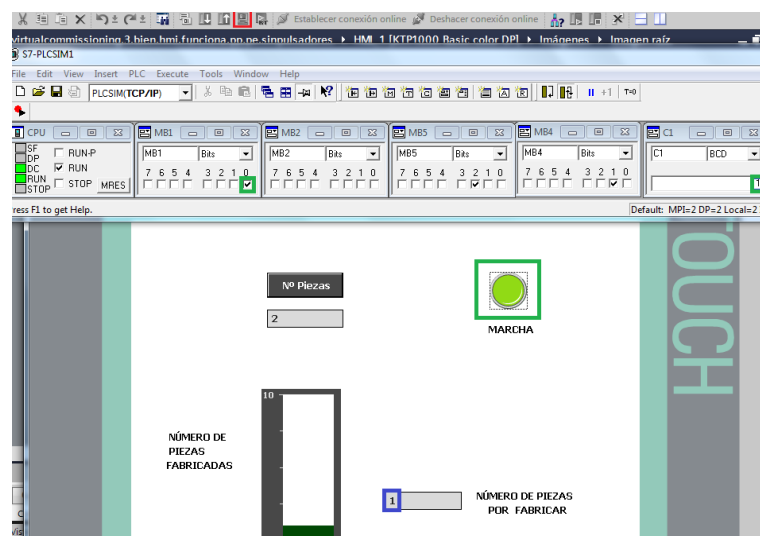 Establecer conexión online Deshacer conexión online
virtualcommissioning.3.bien.hmi.funciona.pp.pe.sinpulsadores ▸ HMI_1 [KTP1000 Basic color DP] ▸ Imágenes ▸ Imagen raíz
S7-PLCSIM1
File Edit View Insert PLC Execute Tools Window Help
PLCSIM(TCP/IP) +1 T=0
CPU MB1 MB2 MB5 MB4 C1
SF
DP
DC
RUN
STOP
RUN-P
RUN
STOP MRES
MB1 Bits
7 6 5 4 3 2 1 0
MB2 Bits
7 6 5 4 3 2 1 0
MB5 Bits
7 6 5 4 3 2 1 0
MB4 Bits
7 6 5 4 3 2 1 0
C1 BCD
1
Press F1 to get Help. Default: MPI=2 DP=2 Local=2
TOUCH
Nº Piezas
2
MARCHA
10
NÚMERO DE
PIEZAS
FABRICADAS
1
NÚMERO DE PIEZAS
POR FABRICAR